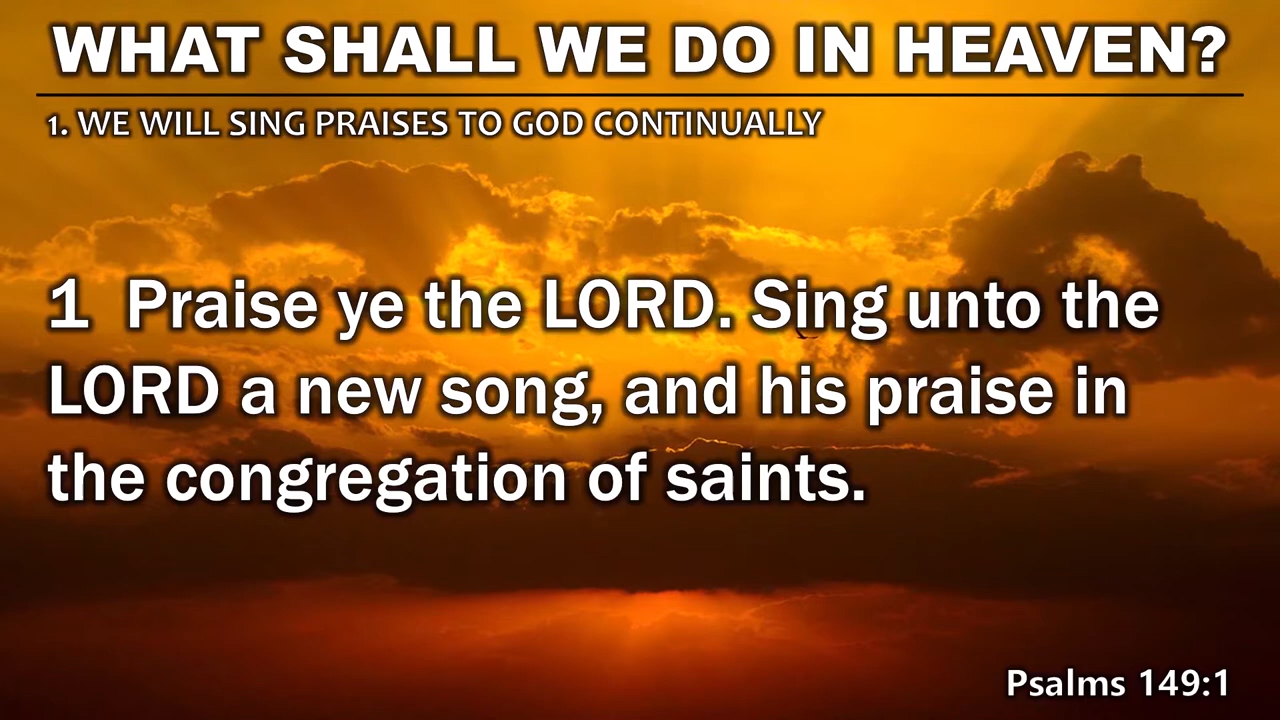 WHAT SHALL WE DO IN HEAVEN?
1. WE WILL SING PRAISES TO GOD CONTINUALLY
1  Praise ye the LORD. Sing unto the
LORD a new song, and his praise in
the congregation of saints.
Psalms 149:1